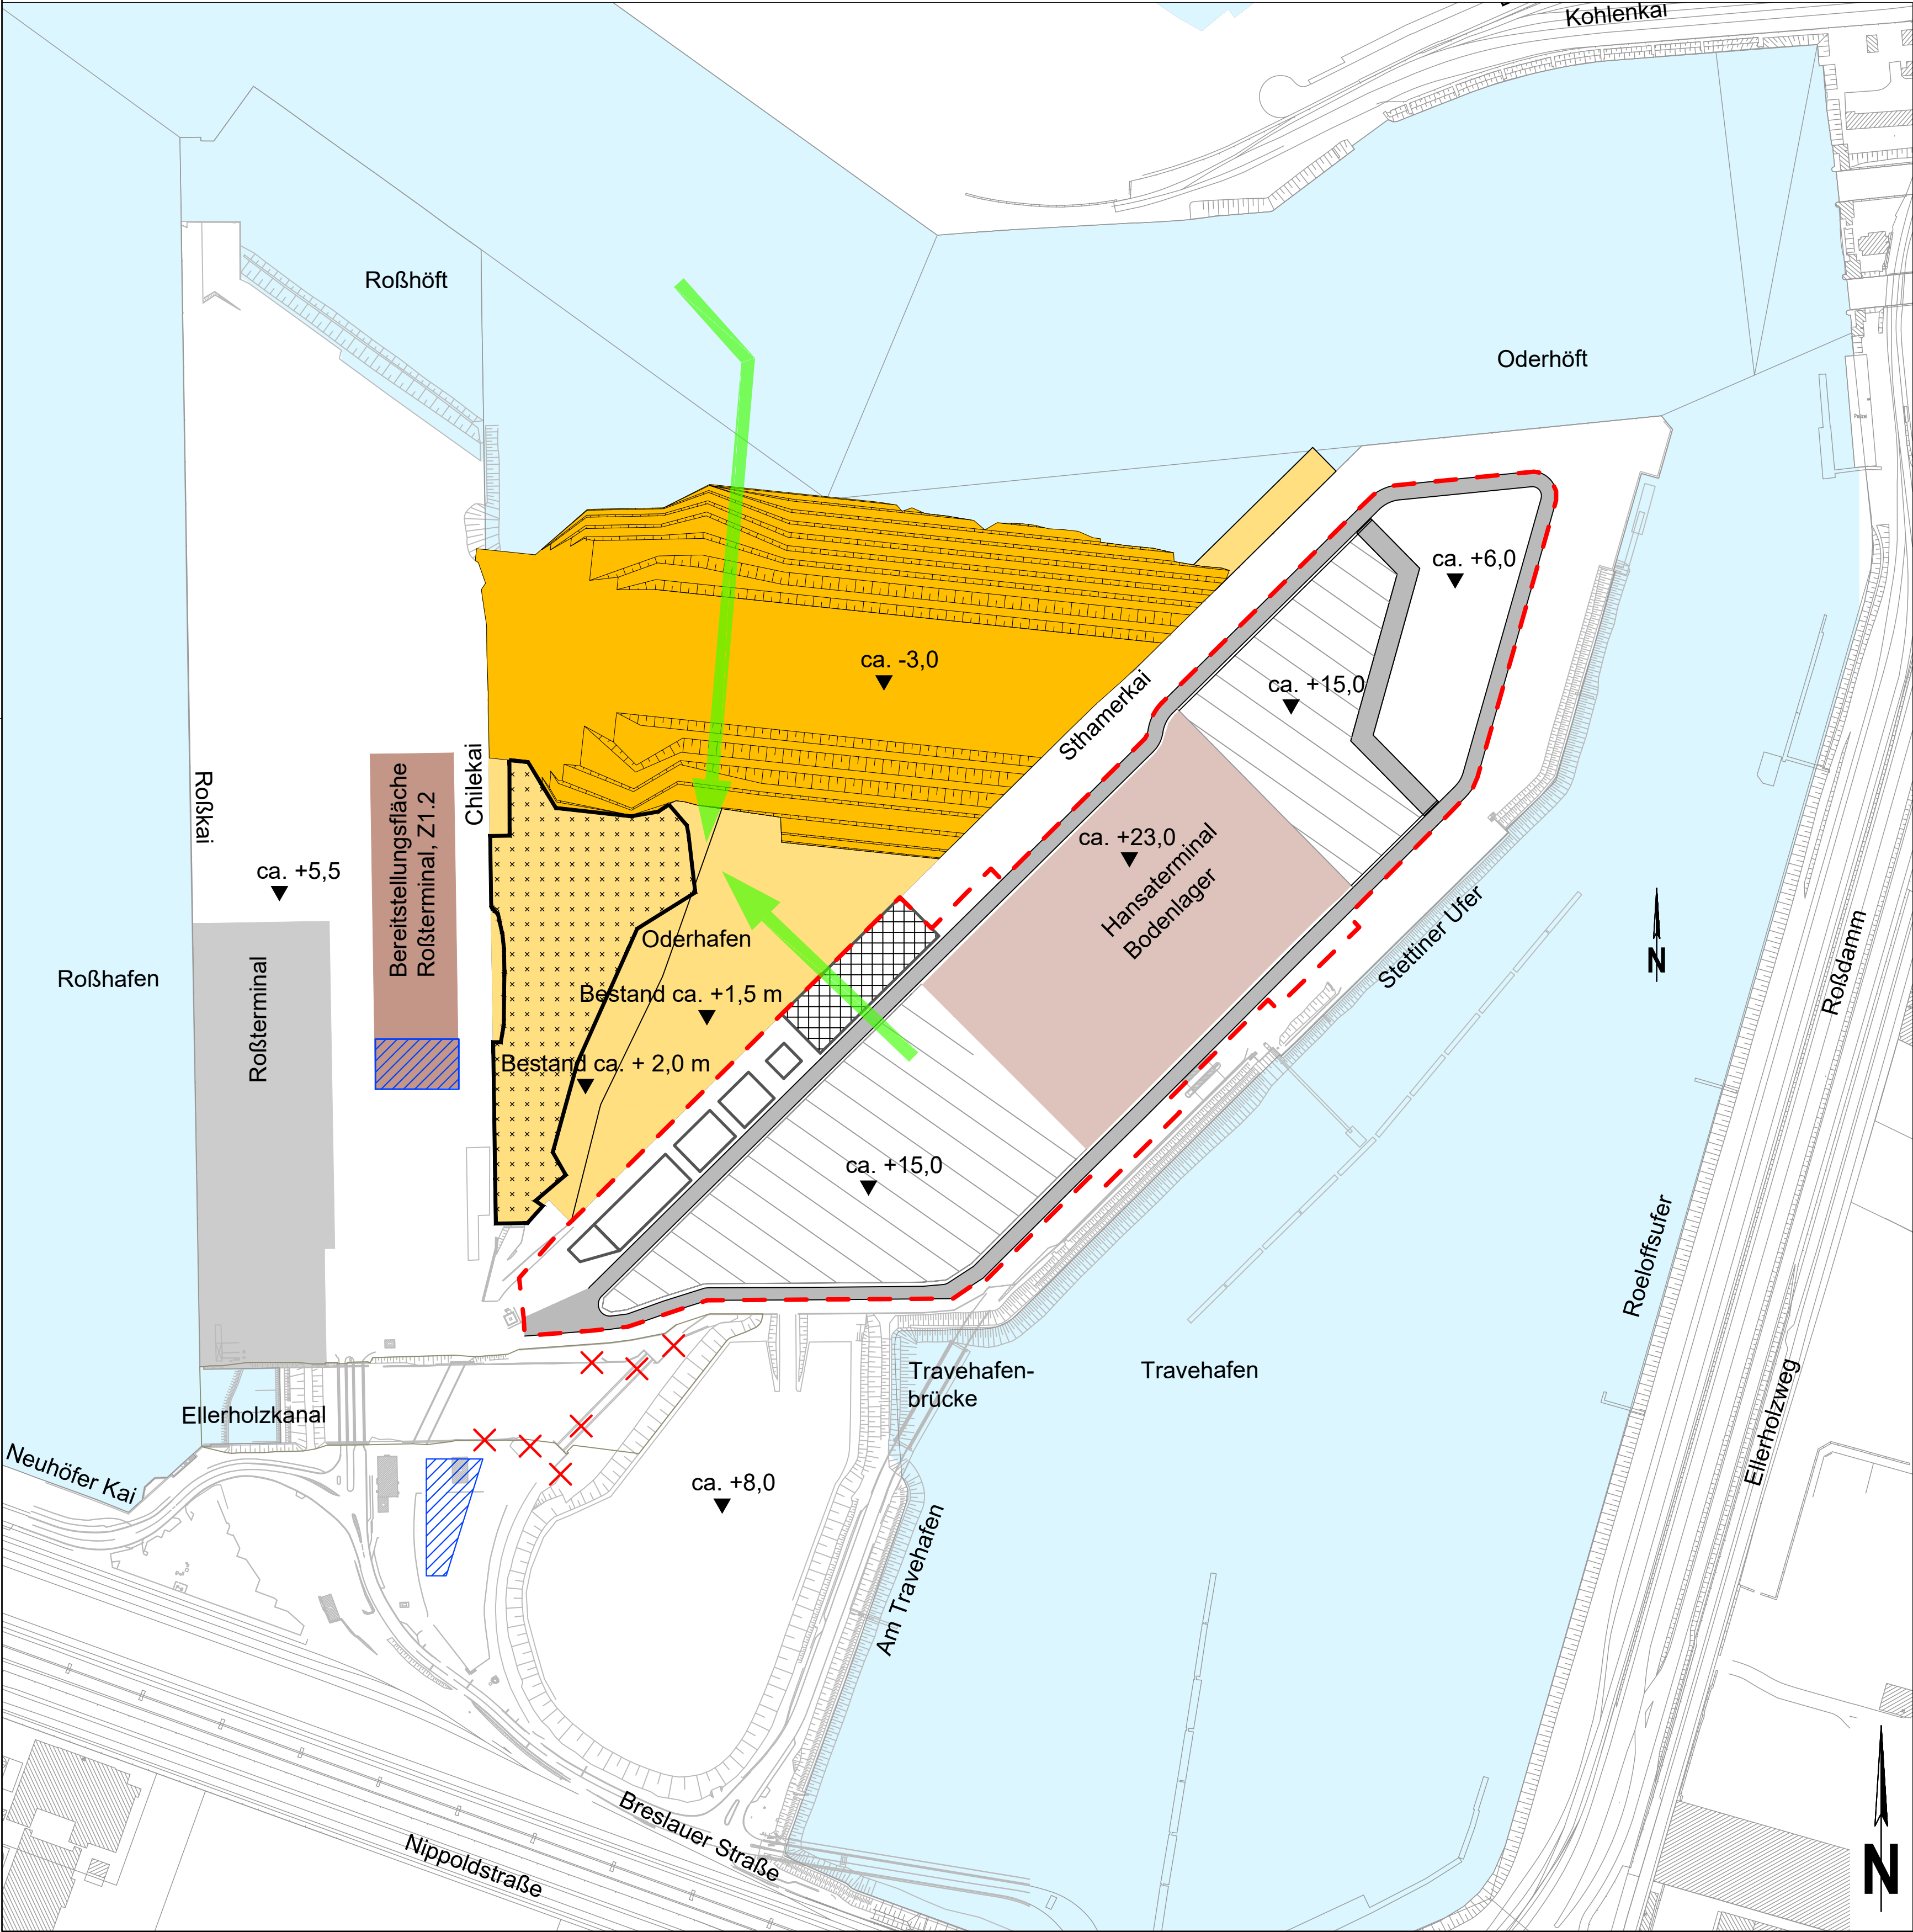 Kohlenkai
Roßhöft
Oderhöft
Polizei
ca. +6,0
ca. -3,0
ca. +15,0
Sthamerkai
Chilekai
Roßkai
Bereitstellungsfläche
Roßterminal, Z1.2
ca. +5,5
ca. +23,0
Hansaterminal
Bodenlager
Stettiner Ufer
N
Roßdamm
Oderhafen
Roßhafen
Roßterminal
Bestand ca. +1,5 m
Bestand ca. + 2,0 m
ca. +15,0
Roeloffsufer
Travehafen-
brücke
Travehafen
Ellerholzkanal
Ellerholzweg
Neuhöfer Kai
ca. +8,0
Am Travehafen
Breslauer Straße
Nippoldstraße
N